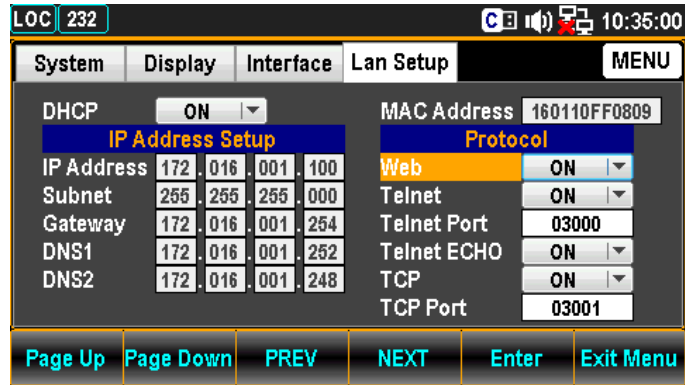 LOC 232 C 10:35:00
System Display Interface Lan Setup MENU
DHCP ON MAC Address 160110FF0809
IP Address Setup Protocol
IP Address 172 . 016 . 001 . 100 Web ON
Subnet 255 . 255 . 255 . 000 Telnet ON
Gateway 172 . 016 . 001 . 254 Telnet Port 03000
DNS1 172 . 016 . 001 . 252 Telnet ECHO ON
DNS2 172 . 016 . 001 . 248 TCP ON
TCP Port 03001
Page Up Page Down PREV NEXT Enter Exit Menu